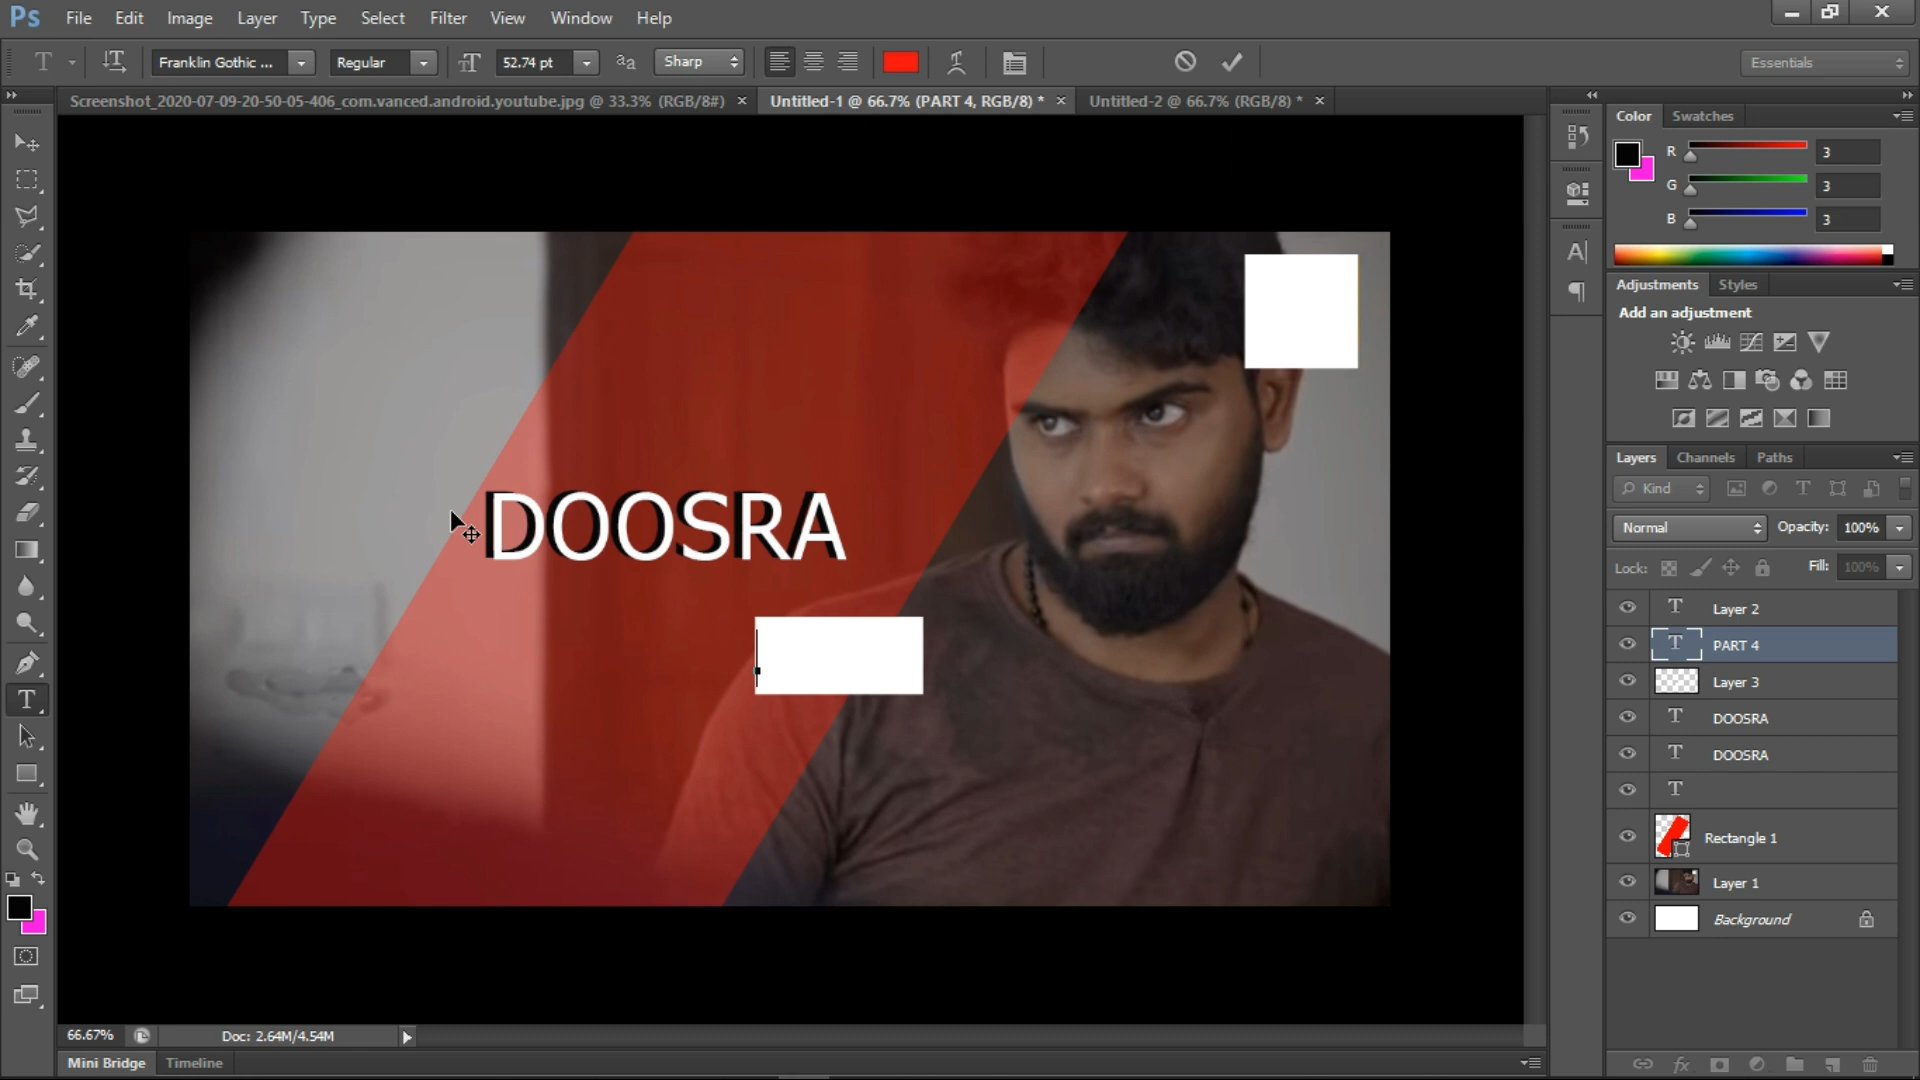 Ps File Edit Image Layer Type Select Filter View Window Help
T Franklin Gothic ... Regular 52.74 pt aa Sharp Essentials
Screenshot_2020-07-09-20-50-05-406_com.vanced.android.youtube.jpg @ 33.3% (RGB/8#) × Untitled-1 @ 66.7% (PART 4, RGB/8) * × Untitled-2 @ 66.7% (RGB/8) * ×
Color Swatches
R 3
G 3
B 3
Adjustments Styles
Add an adjustment
DOOSRA
Layers Channels Paths
Kind
Normal Opacity: 100%
Lock: Fill: 100%
T Layer 2
T PART 4
Layer 3
T DOOSRA
T DOOSRA
T
Rectangle 1
Layer 1
Background
66.67% Doc: 2.64M/4.54M
Mini Bridge Timeline